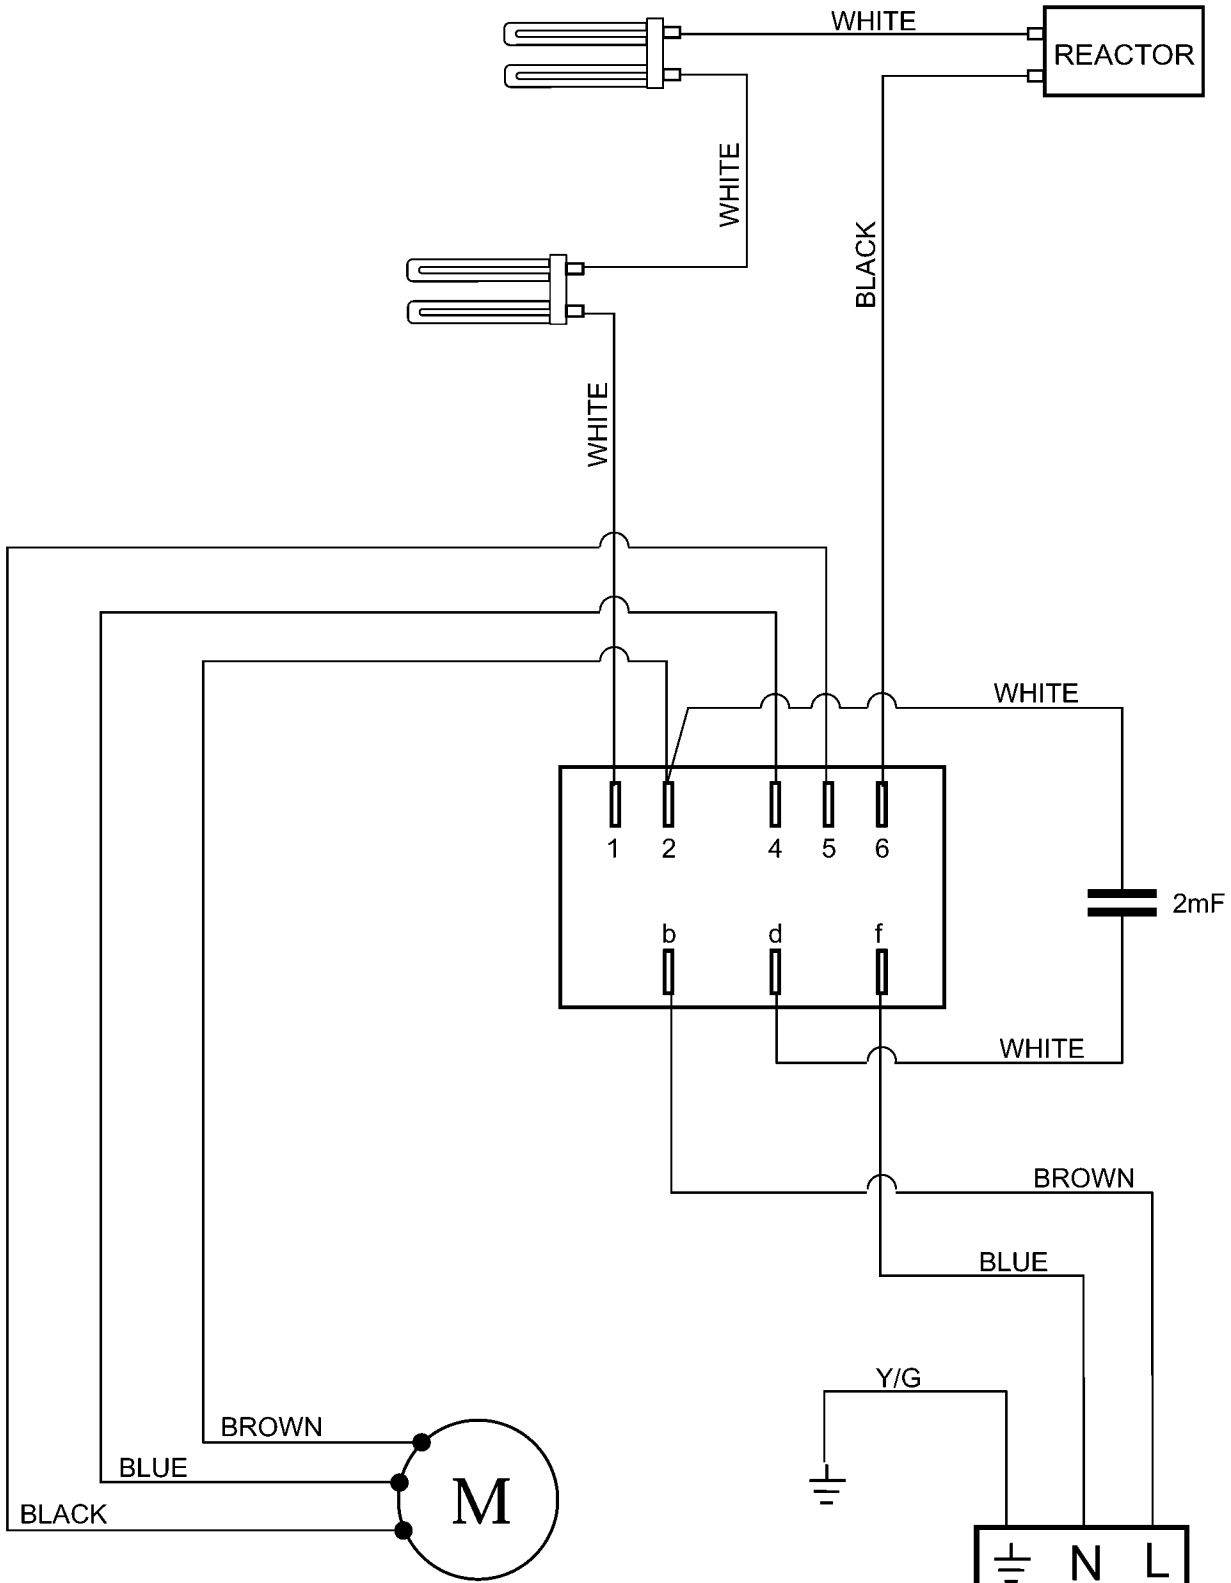 WHITE
REACTOR
WHITE
BLACK
WHITE
WHITE
1 2 4 5 6
2mF
b d f
WHITE
BROWN
BLUE
Y/G
BROWN
BLUE
M
BLACK
N L